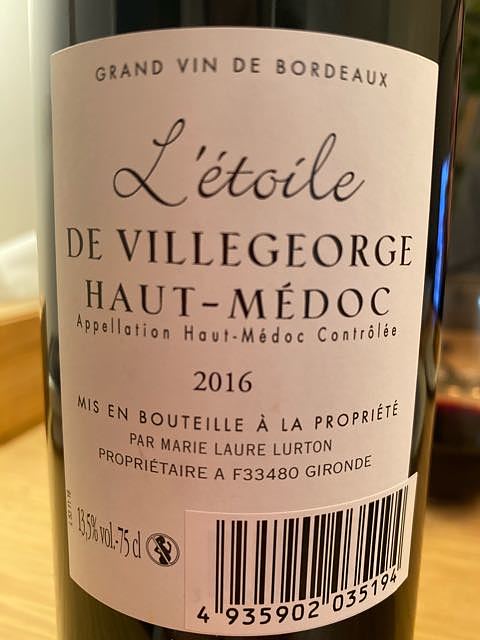 GRAND VIN DE BORDEAUX
L'étoile
DE VILLEGEORGE
HAUT-MÉDOC
Appellation Haut-Médoc Contrôlée
2016
MIS EN BOUTEILLE À LA PROPRIÉTÉ
PAR MARIE LAURE LURTON
PROPRIÉTAIRE A F33480 GIRONDE
13,5% vol.-75 cl
4 935902 035194